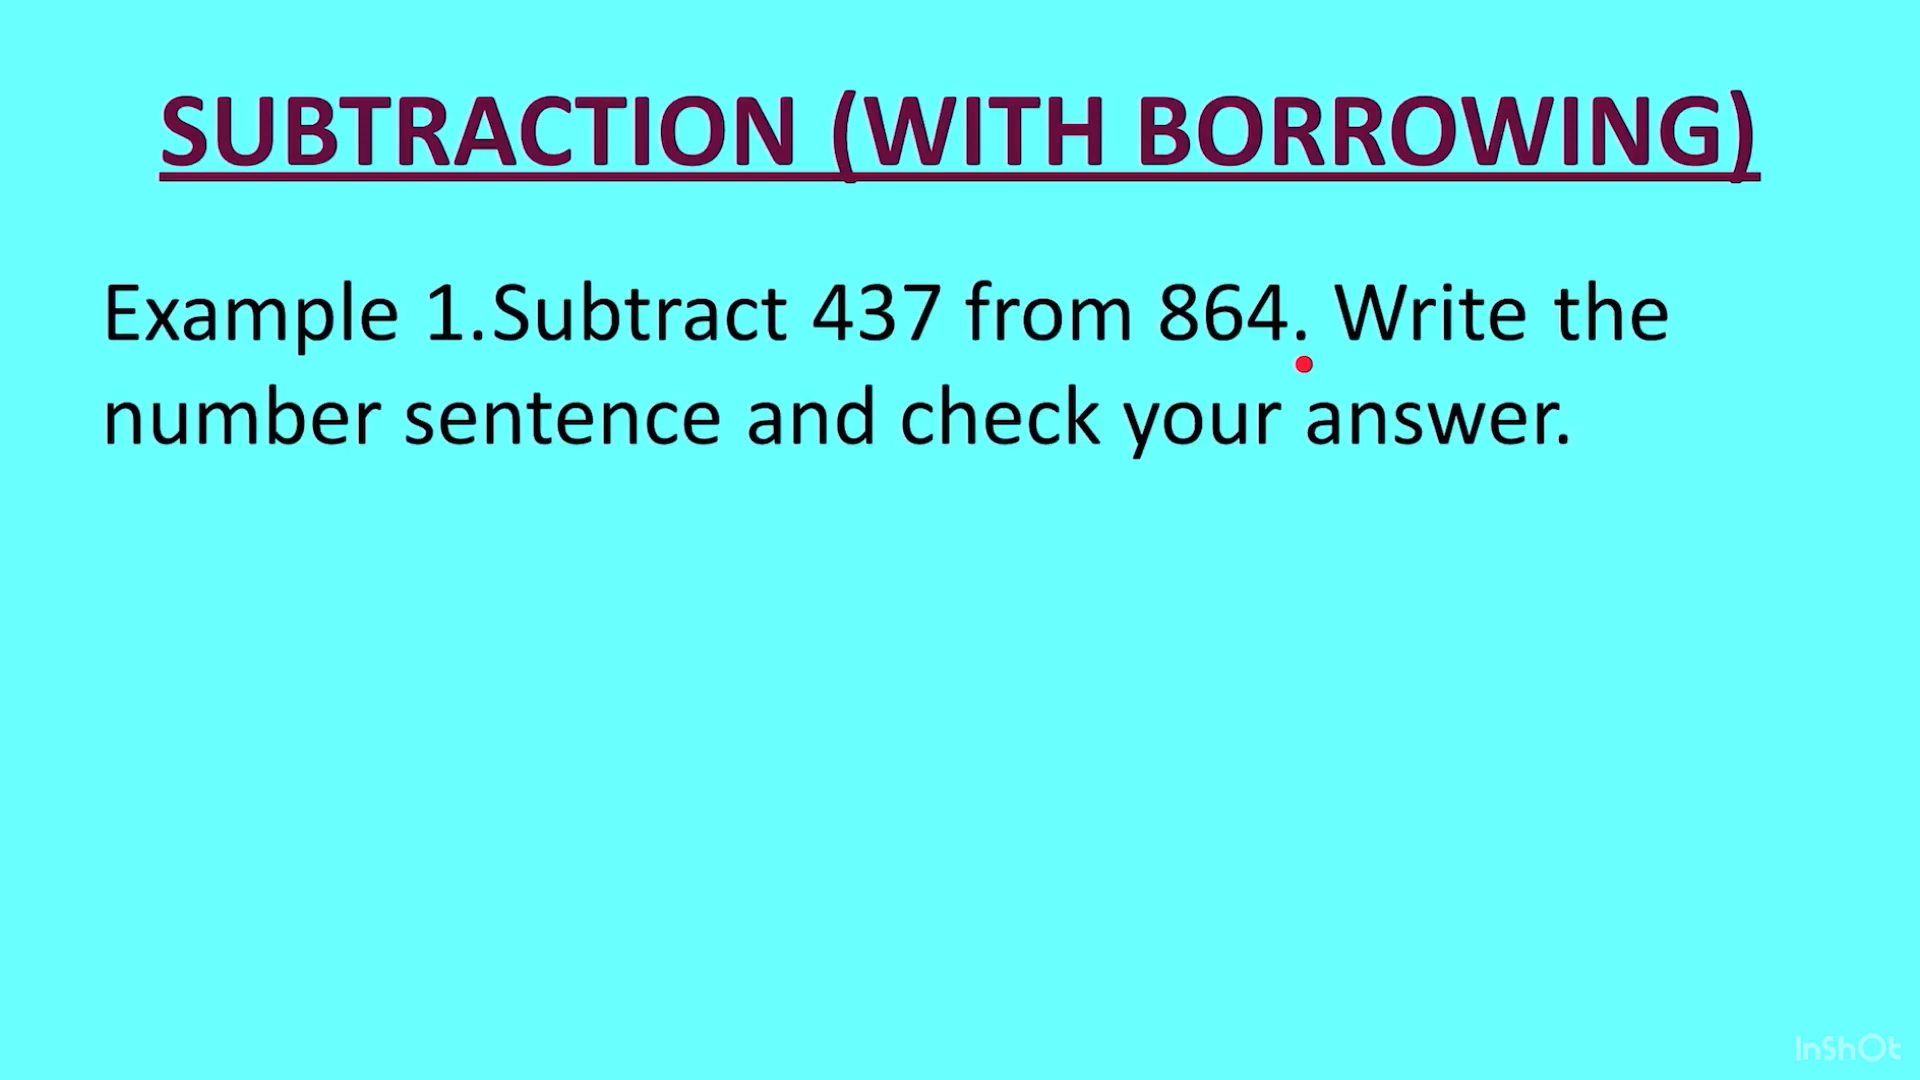 SUBTRACTION (WITH BORROWING)
Example 1.Subtract 437 from 864. Write the
number sentence and check your answer.
InShOt